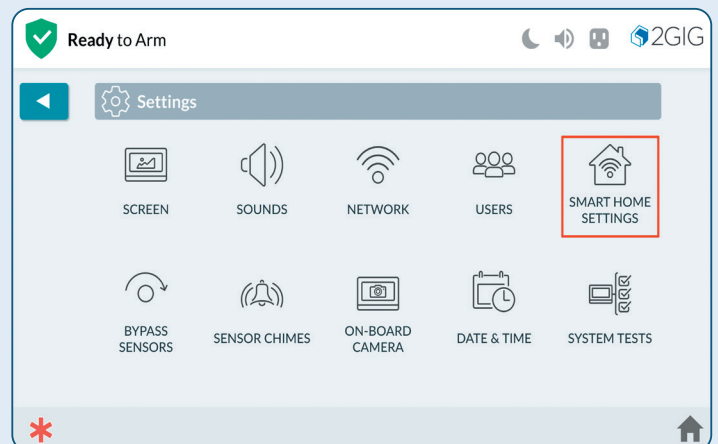 Ready to Arm
2GIG
Settings
SCREEN
SOUNDS
NETWORK
USERS
SMART HOME
SETTINGS
BYPASS
SENSORS
SENSOR CHIMES
ON-BOARD
CAMERA
DATE & TIME
SYSTEM TESTS